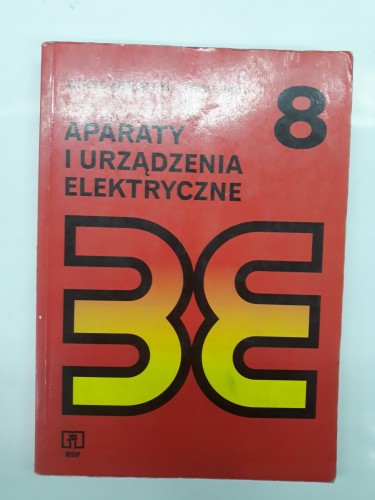 8
APARATY
I URZĄDZENIA
ELEKTRYCZNE
WSiP